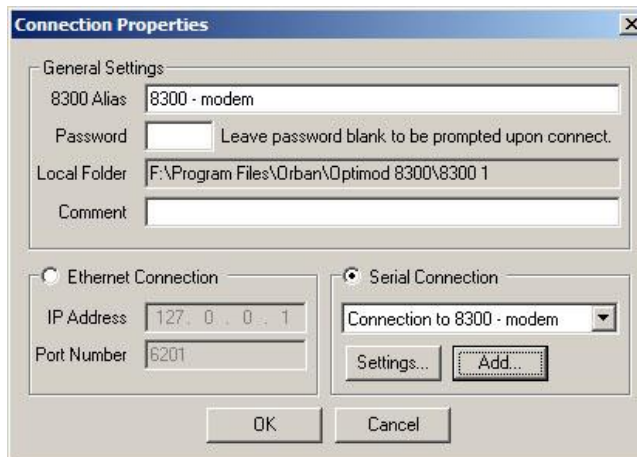 Connection Properties
General Settings
8300 Alias 8300 - modem
Password Leave password blank to be prompted upon connect.
Local Folder F:\Program Files\Orban\Optimod 8300\8300 1
Comment
Ethernet Connection
IP Address 127. 0 . 0 . 1
Port Number 6201
Serial Connection
Connection to 8300 - modem
Settings... Add...
OK Cancel